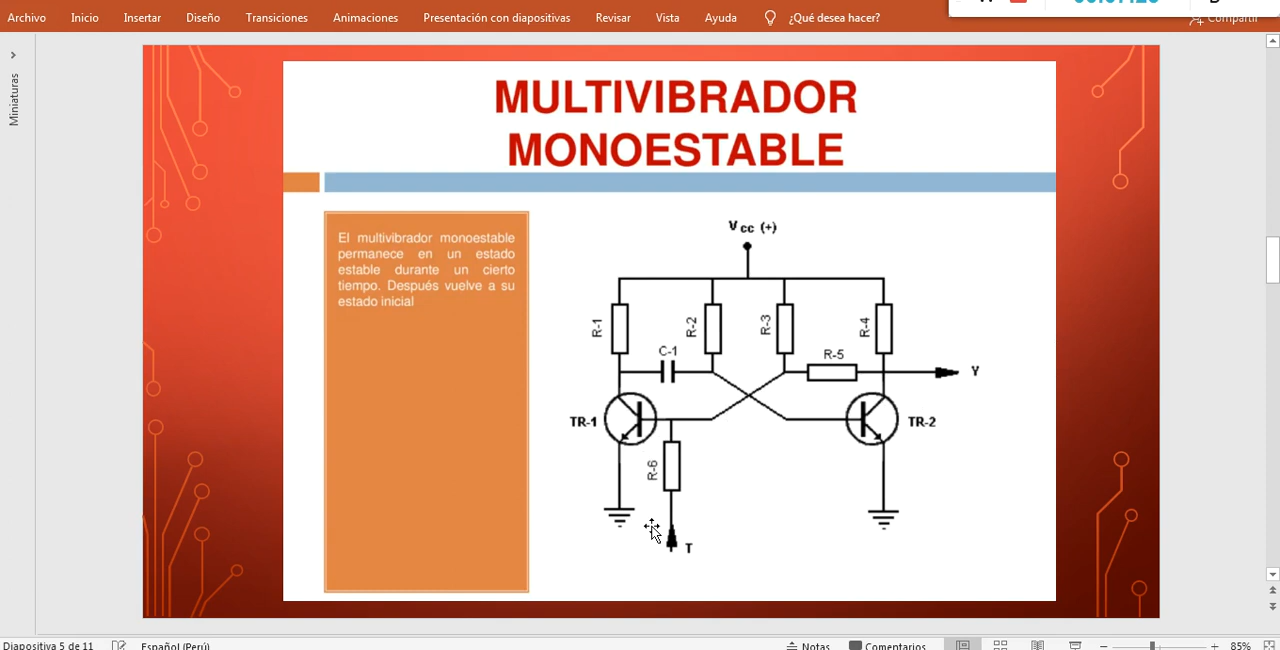 Archivo Inicio Insertar Diseño Transiciones Animaciones Presentación con diapositivas Revisar Vista Ayuda ¿Qué desea hacer? Compartir
Miniaturas
MULTIVIBRADOR
MONOESTABLE
El multivibrador monoestable
permanece en un estado
estable durante un cierto
tiempo. Después vuelve a su
estado inicial
Vcc (+)
R-1
R-2
R-3
R-4
C-1
R-5
Y
TR-1
TR-2
R-6
T
Diapositiva 5 de 11 Español (Perú) Notas Comentarios 85%